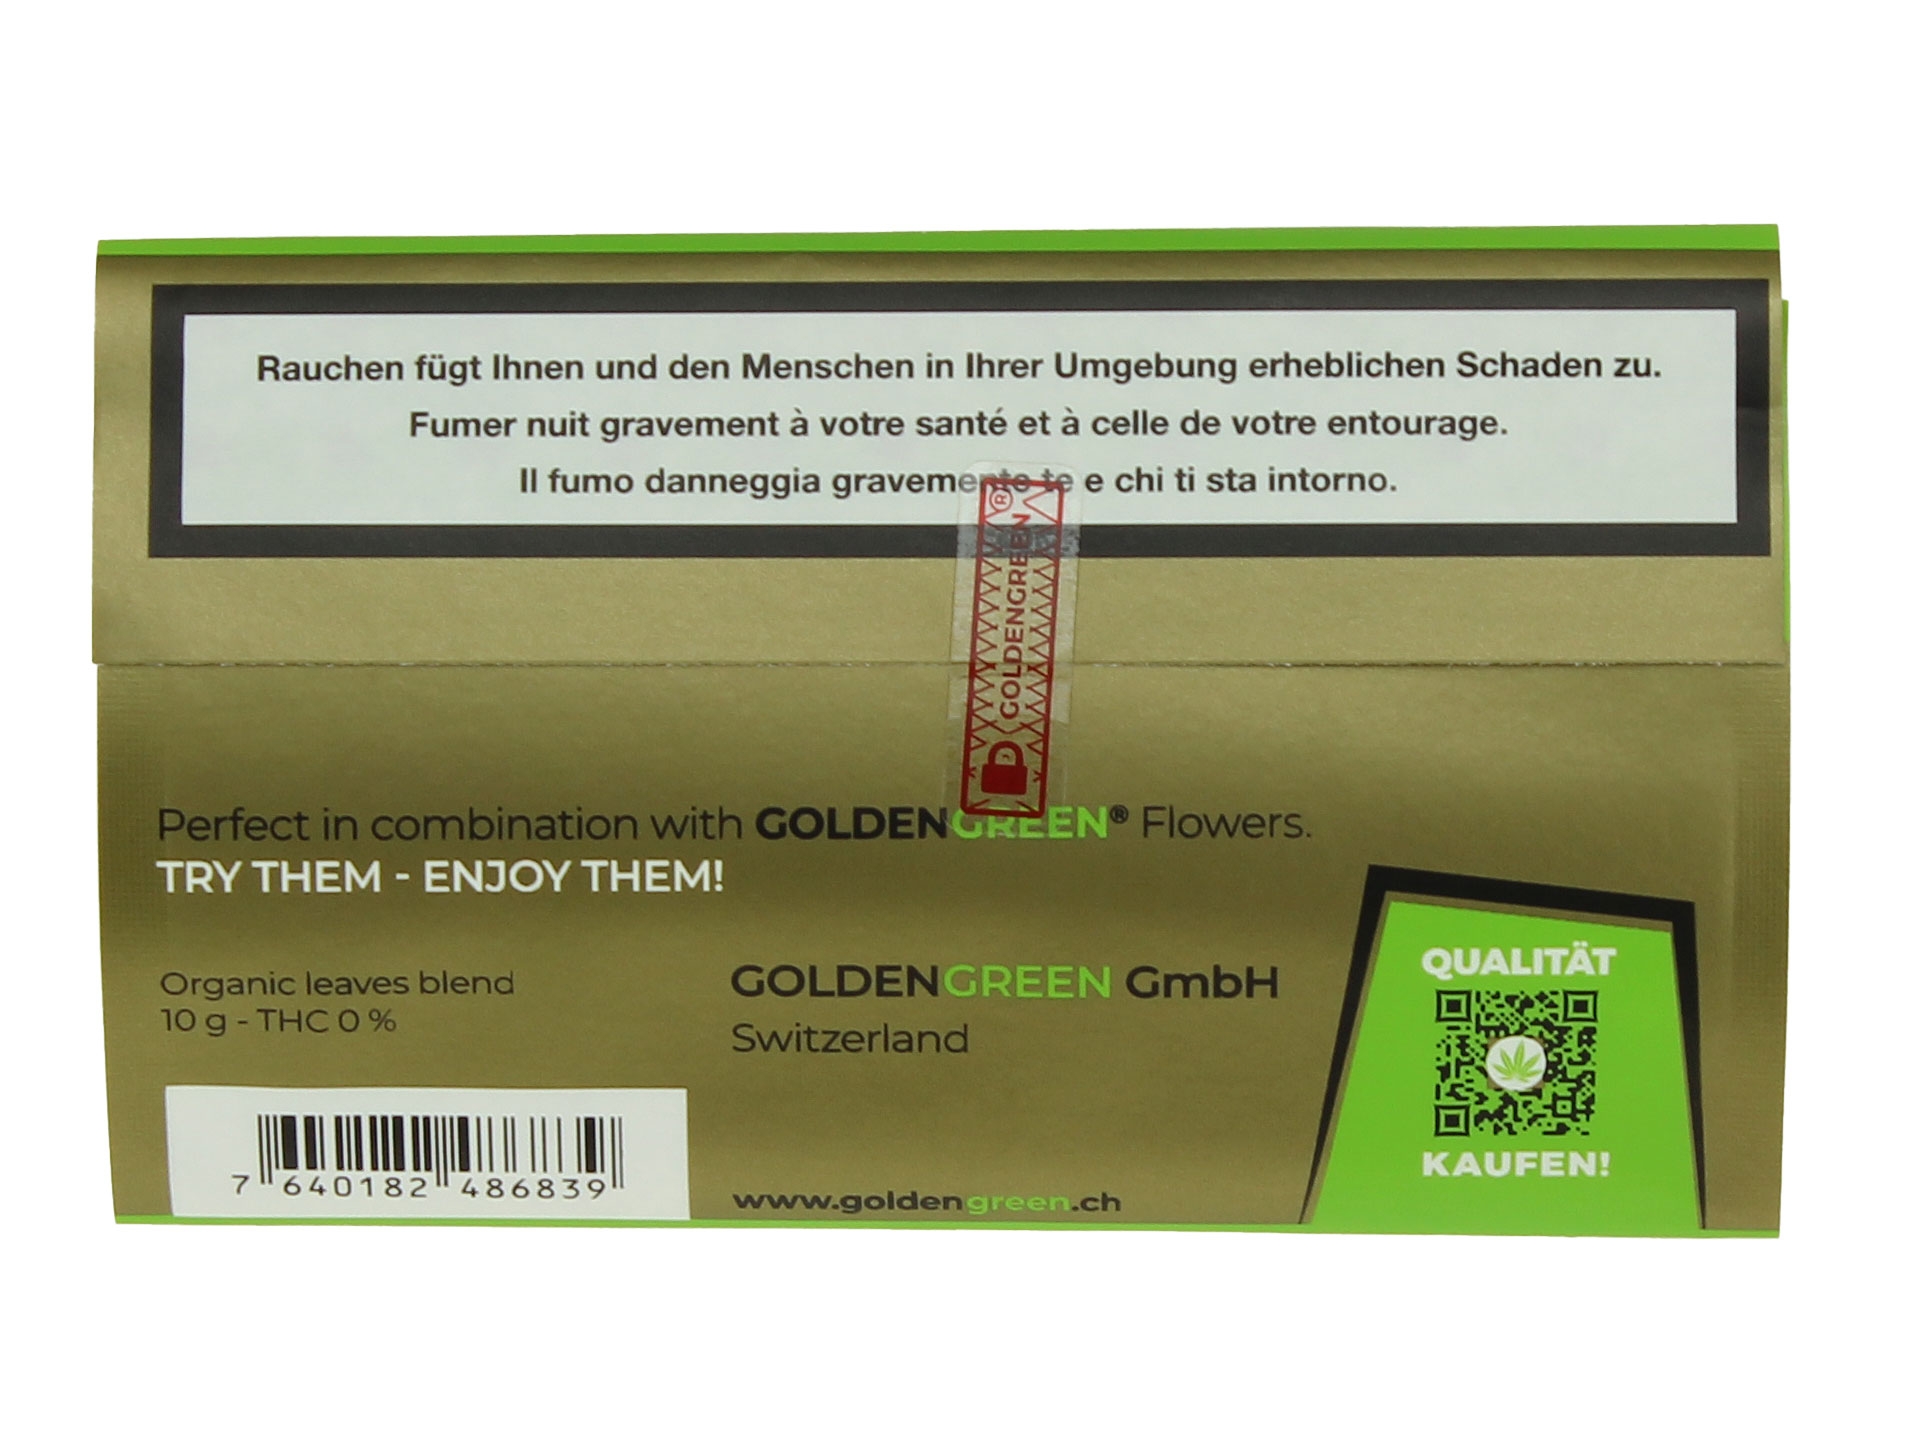 Rauchen fügt Ihnen und den Menschen in Ihrer Umgebung erheblichen Schaden zu.
Fumer nuit gravement à votre santé et à celle de votre entourage.
Il fumo danneggia gravemente te e chi ti sta intorno.
GOLDENGREEN®
Perfect in combination with GOLDENGREEN® Flowers.
TRY THEM - ENJOY THEM!
Organic leaves blend
10 g - THC 0 %
GOLDENGREEN GmbH
Switzerland
QUALITÄT
KAUFEN!
7 640182 486839
www.goldengreen.ch